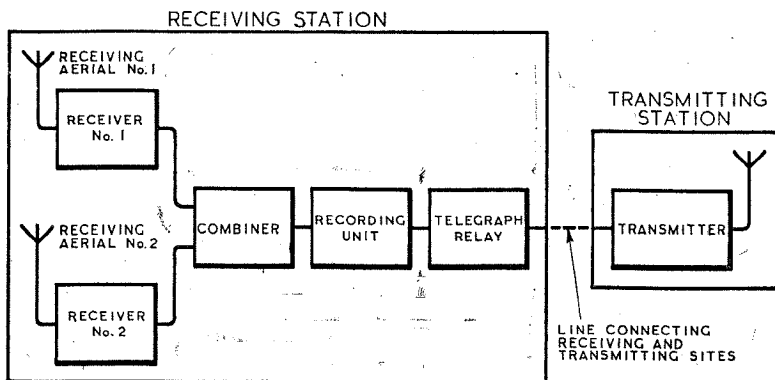 RECEIVING STATION
RECEIVING
AERIAL No.1
RECEIVER
No. 1
RECEIVING
AERIAL No.2
RECEIVER
No. 2
COMBINER
RECORDING
UNIT
TELEGRAPH
RELAY
TRANSMITTING
STATION
TRANSMITTER
LINE CONNECTING
RECEIVING AND
TRANSMITTING SITES